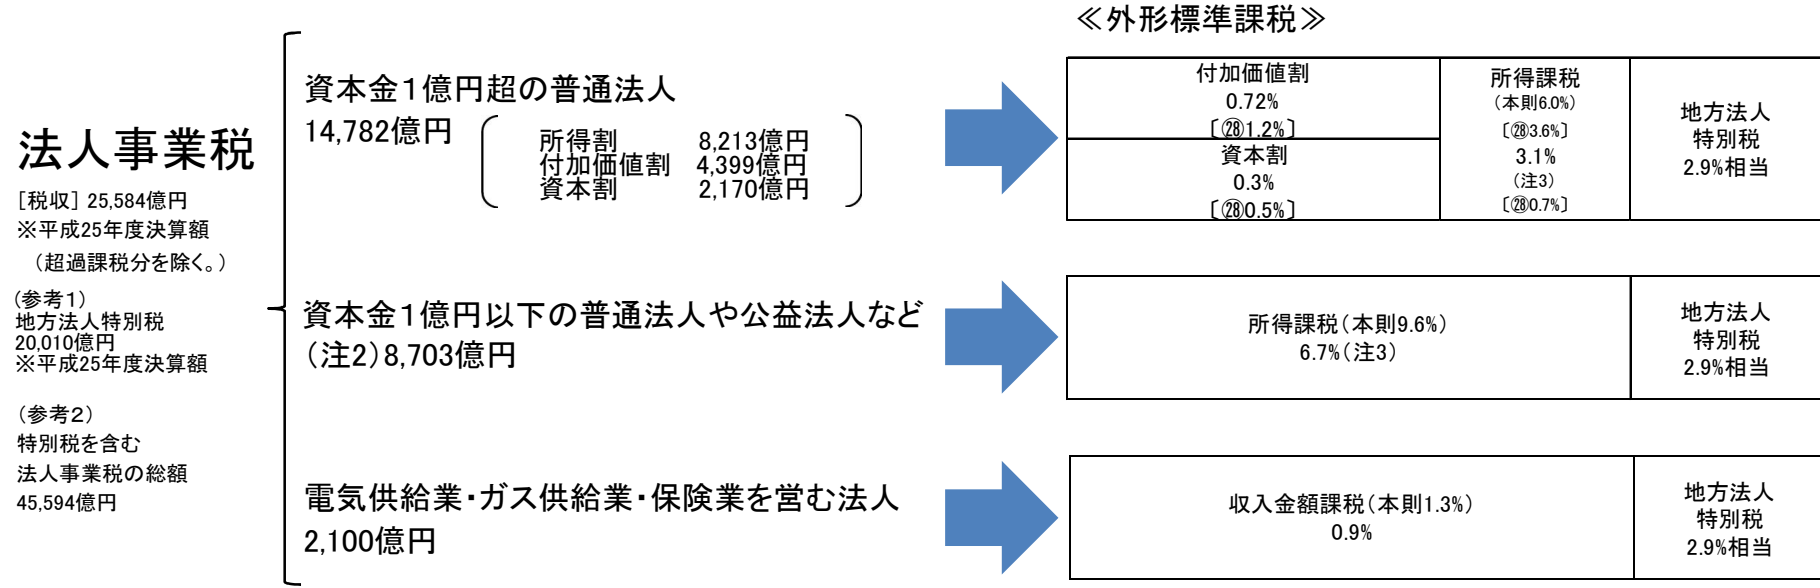 ≪外形標準課税≫
法人事業税
［税収］ 25,584億円
※平成25年度決算額
（超過課税分を除く。）
(参考1)
地方法人特別税
20,010億円
※平成25年度決算額
（参考2）
特別税を含む
法人事業税の総額
45,594億円
資本金１億円超の普通法人
14,782億円
所得割 8,213億円
付加価値割 4,399億円
資本割 2,170億円
付加価値割
0.72%
〔㉘1.2%〕
資本割
0.3%
〔㉘0.5%〕
所得課税
（本則6.0%）
〔㉘3.6%〕
3.1%
（注3）
〔㉘0.7%〕
地方法人
特別税
2.9%相当
資本金１億円以下の普通法人や公益法人など
（注2）8,703億円
所得課税（本則9.6%）
6.7%（注3）
地方法人
特別税
2.9%相当
電気供給業・ガス供給業・保険業を営む法人
2,100億円
収入金額課税（本則1.3%）
0.9%
地方法人
特別税
2.9%相当